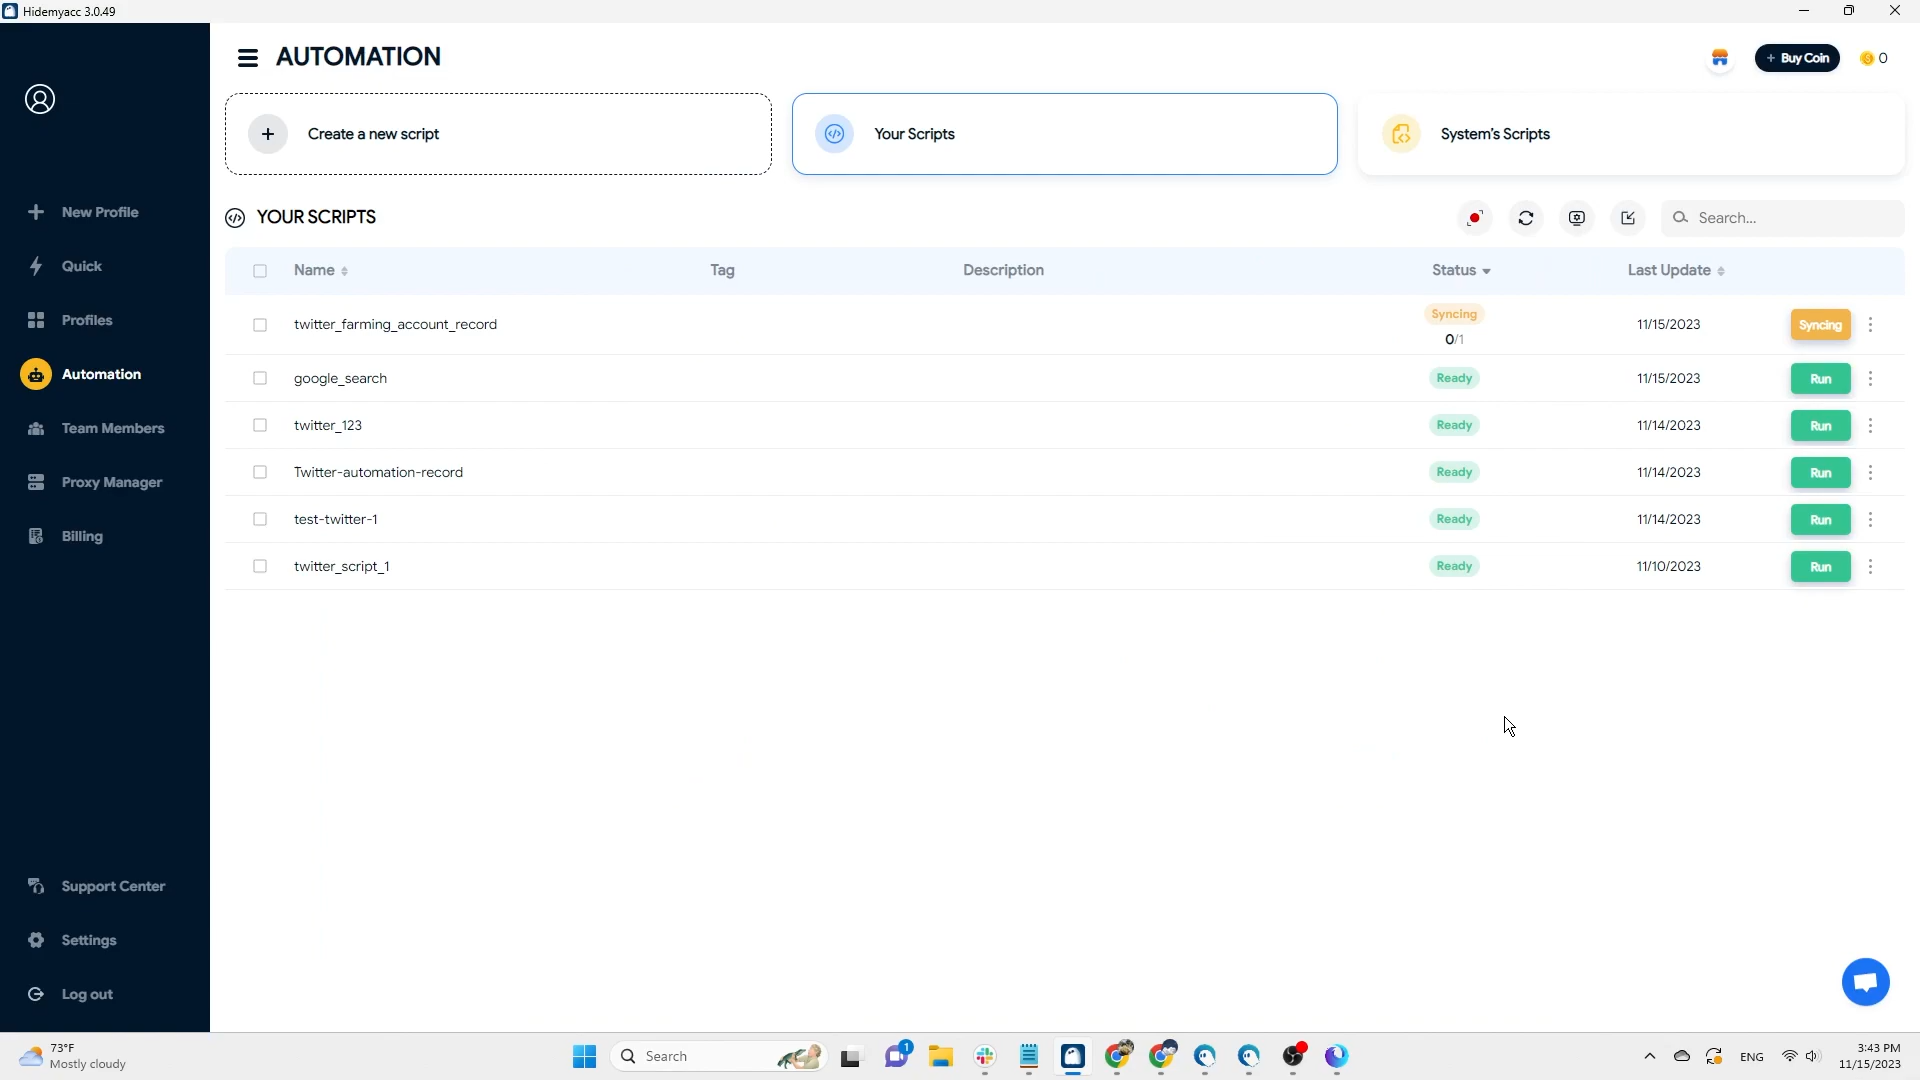 Hidemyacc 3.0.49
AUTOMATION
+ Buy Coin
0
Create a new script
Your Scripts
System's Scripts
New Profile
Quick
Profiles
Automation
Team Members
Proxy Manager
Billing
Support Center
Settings
Log out
YOUR SCRIPTS
Search...
Name Tag Description Status Last Update
twitter_farming_account_record Syncing 0/1 11/15/2023 Syncing
google_search Ready 11/15/2023 Run
twitter_123 Ready 11/14/2023 Run
Twitter-automation-record Ready 11/14/2023 Run
test-twitter-1 Ready 11/14/2023 Run
twitter_script_1 Ready 11/10/2023 Run
73°F
Mostly cloudy
Search
1
ENG
3:43 PM
11/15/2023